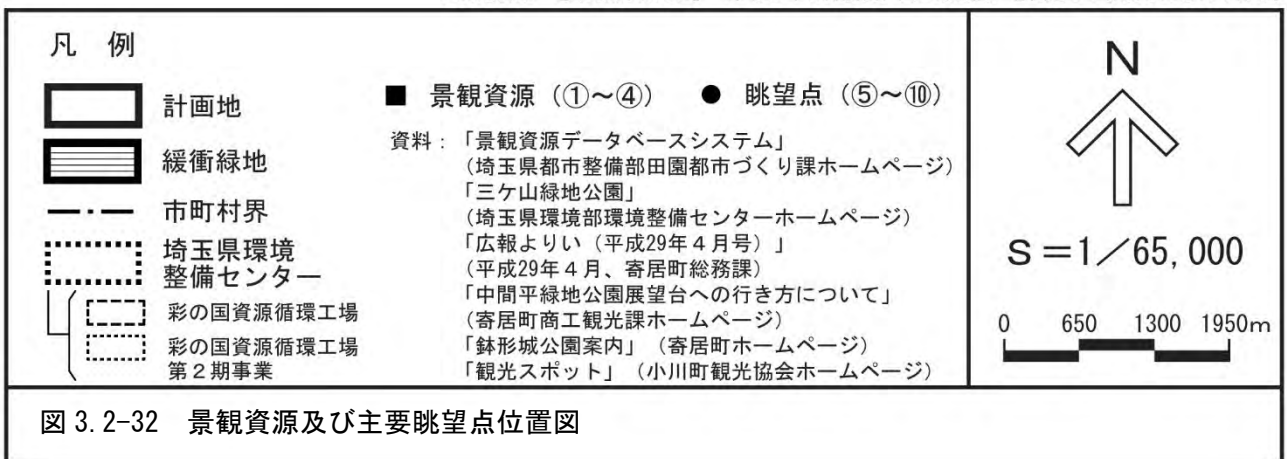 凡 例
計画地
緩衝緑地
市町村界
埼玉県環境
整備センター
彩の国資源循環工場
彩の国資源循環工場
第2期事業
■ 景観資源（①～④） ● 眺望点（⑤～⑩）
資料：「景観資源データベースシステム」
（埼玉県都市整備部田園都市づくり課ホームページ）
「三ケ山緑地公園」
（埼玉県環境部環境整備センターホームページ）
「広報よりい（平成29年４月号）」
（平成29年４月、寄居町総務課）
「中間平緑地公園展望台への行き方について」
（寄居町商工観光課ホームページ）
「鉢形城公園案内」（寄居町ホームページ）
「観光スポット」（小川町観光協会ホームページ）
N
S＝1／65,000
0 650 1300 1950m
図 3.2-32 景観資源及び主要眺望点位置図